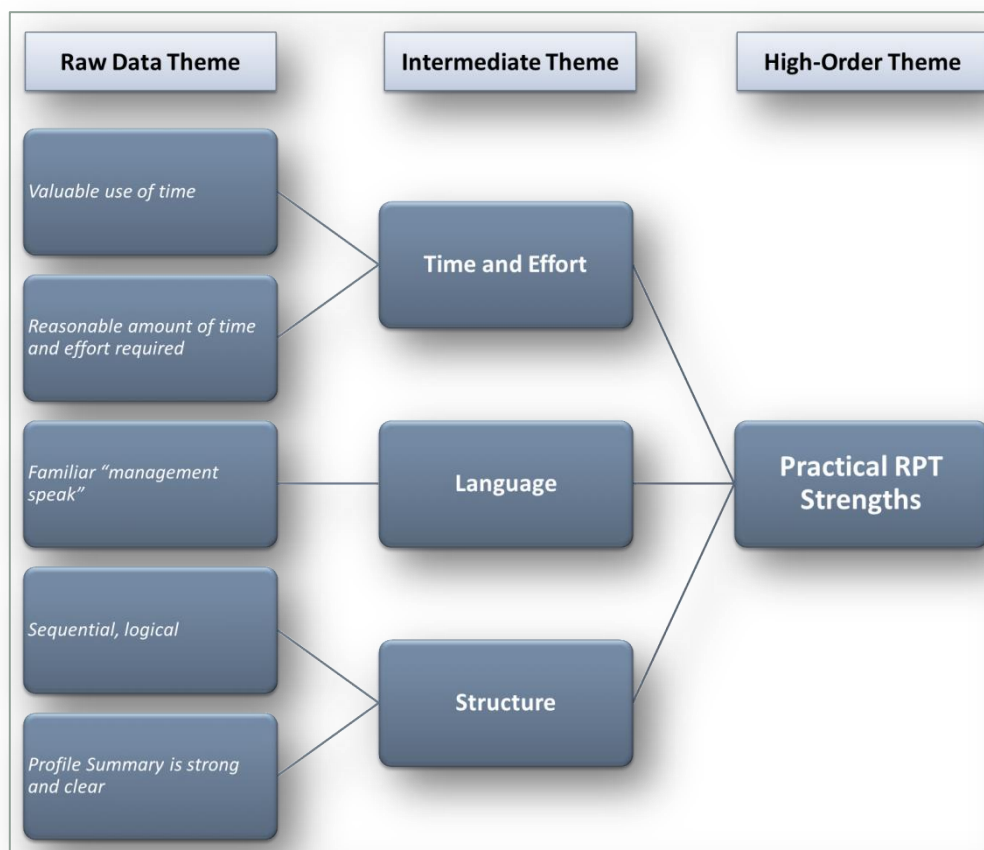 Raw Data Theme
Intermediate Theme
High-Order Theme
Valuable use of time
Reasonable amount of time
and effort required
Time and Effort
Familiar “management
speak”
Language
Practical RPT
Strengths
Sequential, logical
Profile Summary is strong
and clear
Structure